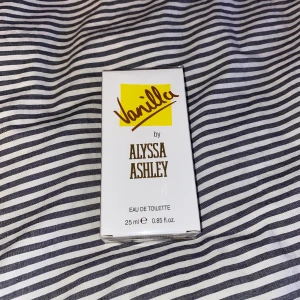 Vanilla
by
ALYSSA
ASHLEY
EAU DE TOILETTE
25 ml ℮ 0.85 fl.oz.